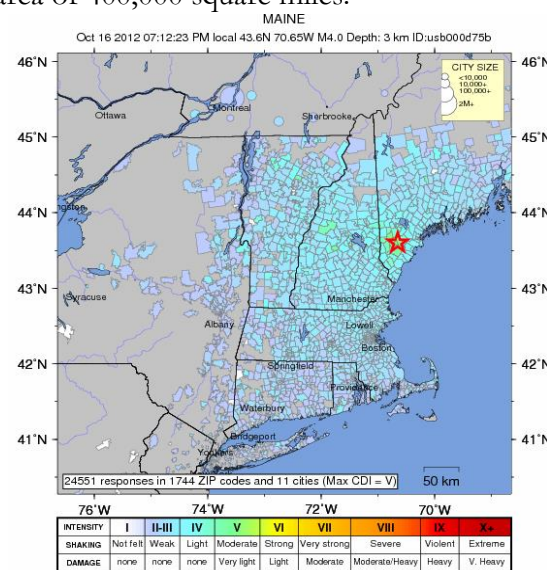 area of 400,000 square miles.
MAINE
Oct 16 2012 07:12:23 PM local 43.6N 70.65W M4.0 Depth: 3 km ID:usb000d75b
46°N
CITY SIZE
<10,000
10,000+
100,000+
2M+
Ottawa
Montreal
Sherbrooke
45°N
44°N
43°N
Syracuse
Albany
Manchester
Lowell
Boston
42°N
Springfield
Providence
Waterbury
Bridgeport
Yonkers
41°N
24551 responses in 1744 ZIP codes and 11 cities (Max CDI = V)
50 km
76°W 74°W 72°W 70°W
46°N
45°N
44°N
43°N
42°N
41°N
INTENSITY I II-III IV V VI VII VIII IX X+
SHAKING Not felt Weak Light Moderate Strong Very strong Severe Violent Extreme
DAMAGE none none none Very light Light Moderate Moderate/Heavy Heavy V. Heavy